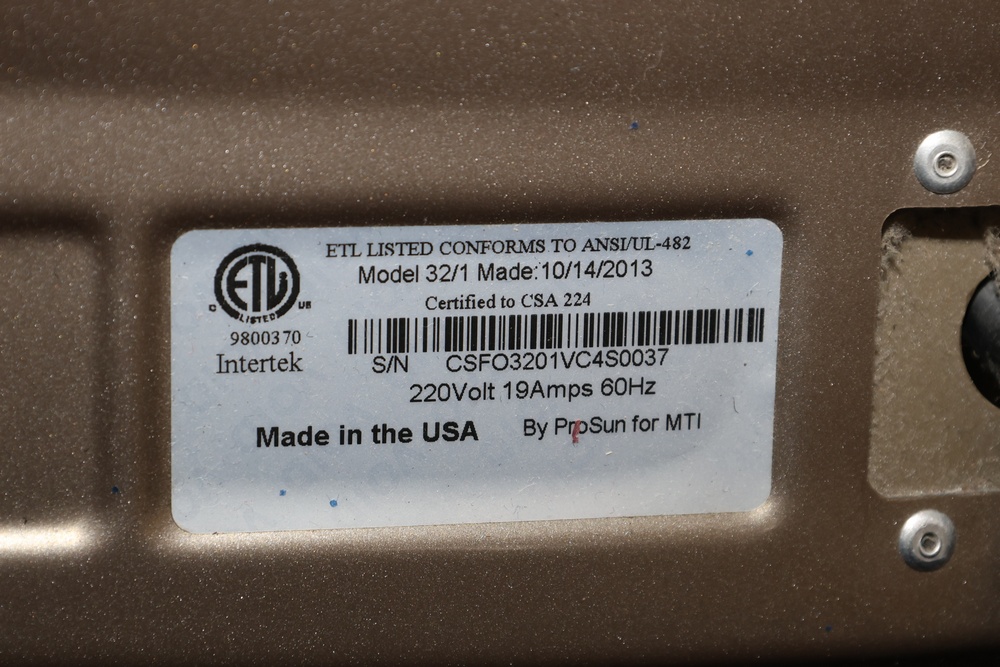 ETL LISTED CONFORMS TO ANSI/UL-482
Model 32/1 Made:10/14/2013
Certified to CSA 224
ETL
C US
LISTED
9800370
Intertek
S/N CSFO3201VC4S0037
220Volt 19Amps 60Hz
Made in the USA By ProSun for MTI